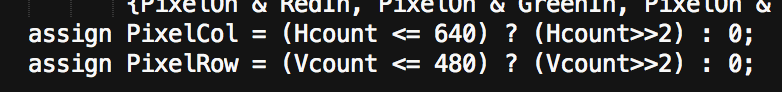 {PixelOn & RedIn, PixelOn & GreenIn, PixelOn &
assign PixelCol = (Hcount <= 640) ? (Hcount>>2) : 0;
assign PixelRow = (Vcount <= 480) ? (Vcount>>2) : 0;